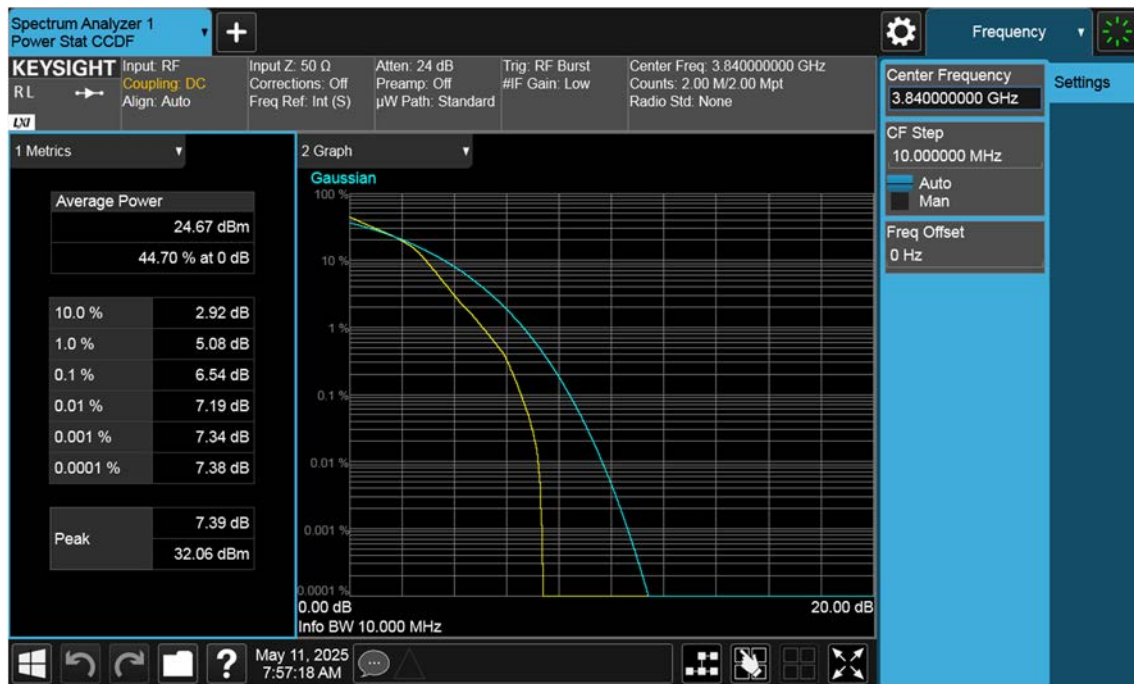 Spectrum Analyzer 1
Power Stat CCDF
+
Frequency
KEYSIGHT
RL
LXI
Input: RF
Coupling: DC
Align: Auto
Input Z: 50 Ω
Corrections: Off
Freq Ref: Int (S)
Atten: 24 dB
Preamp: Off
µW Path: Standard
Trig: RF Burst
#IF Gain: Low
Center Freq: 3.840000000 GHz
Counts: 2.00 M/2.00 Mpt
Radio Std: None
Center Frequency
3.840000000 GHz
Settings
CF Step
10.000000 MHz
Auto
Man
Freq Offset
0 Hz
1 Metrics
Average Power
24.67 dBm
44.70 % at 0 dB
10.0 % 2.92 dB
1.0 % 5.08 dB
0.1 % 6.54 dB
0.01 % 7.19 dB
0.001 % 7.34 dB
0.0001 % 7.38 dB
Peak
7.39 dB
32.06 dBm
2 Graph
Gaussian
100 %
10 %
1 %
0.1 %
0.01 %
0.001 %
0.0001 %
0.00 dB 20.00 dB
Info BW 10.000 MHz
?
May 11, 2025
7:57:18 AM